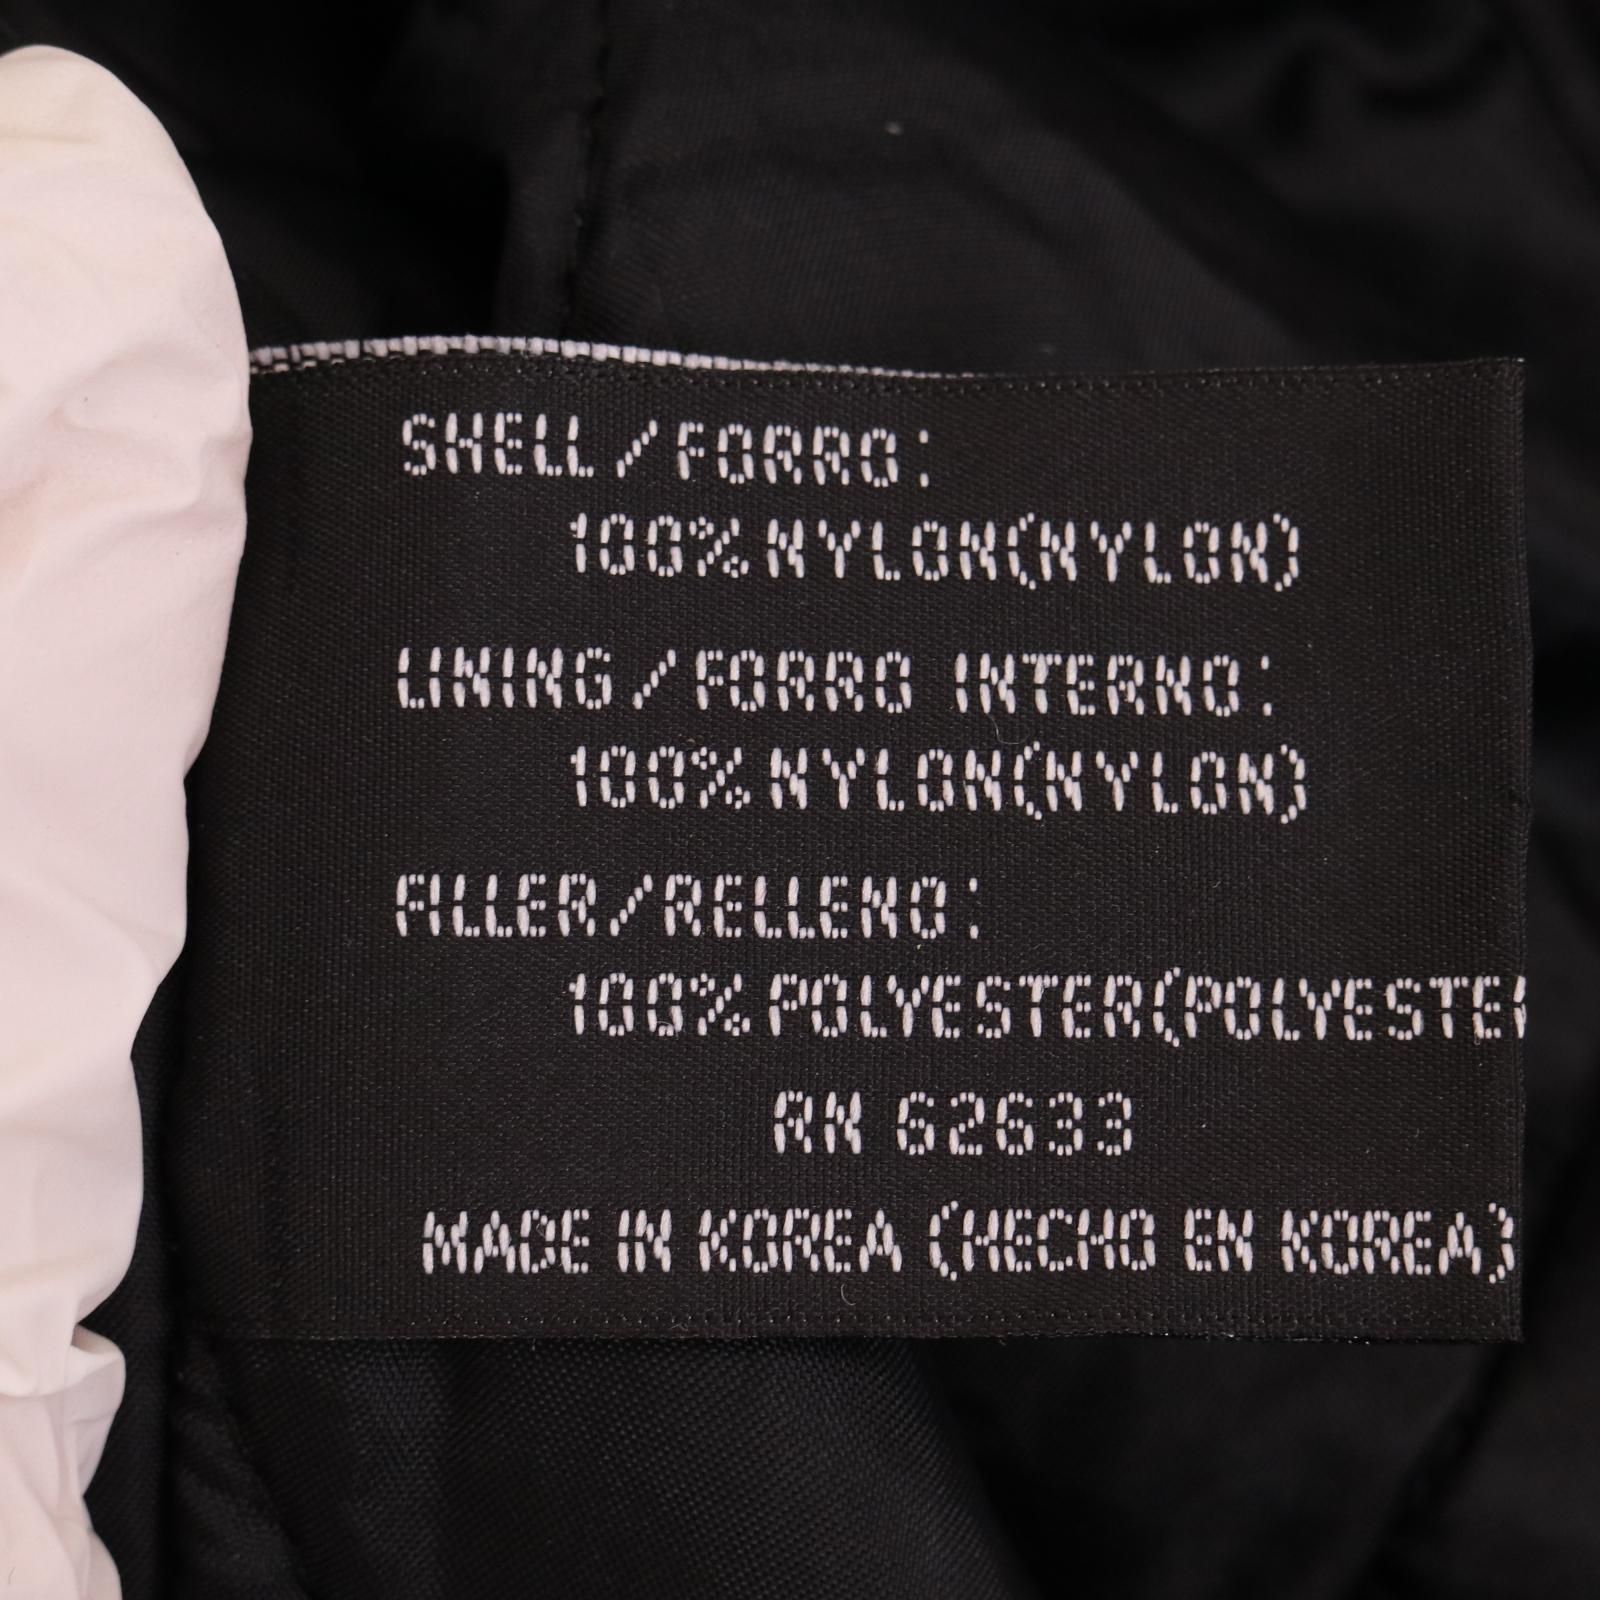 SHELL/FORRO:
100% NYLON(NYLON)
LINING/FORRO INTERNO:
100% NYLON(NYLON)
FILLER/RELLENO:
100% POLYESTER(POLYESTER
RN 62633
MADE IN KOREA (HECHO EN KOREA)